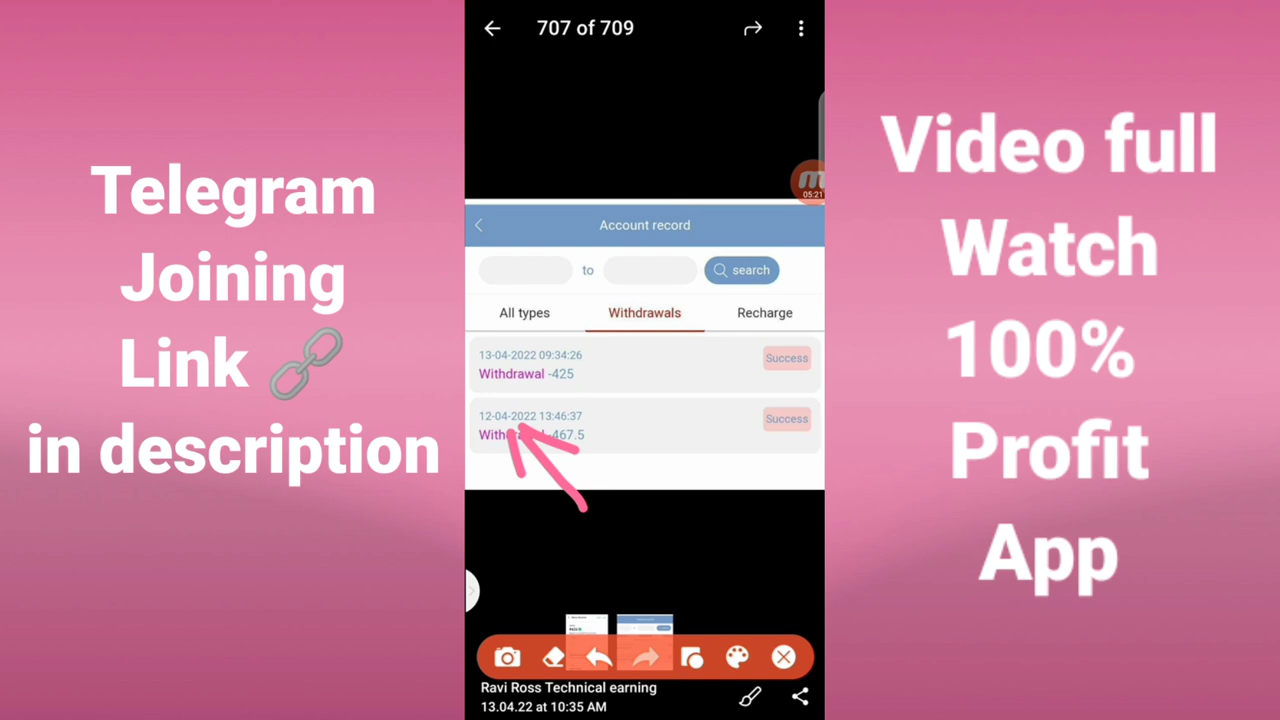 Telegram
Joining
Link
in description
707 of 709
05:21
Account record
to
search
All types
Withdrawals
Recharge
13-04-2022 09:34:26
Success
Withdrawal -425
12-04-2022 13:46:37
Success
-467.5
Ravi Ross Technical earning
13.04.22 at 10:35 AM
Video full
Watch
100%
Profit
App